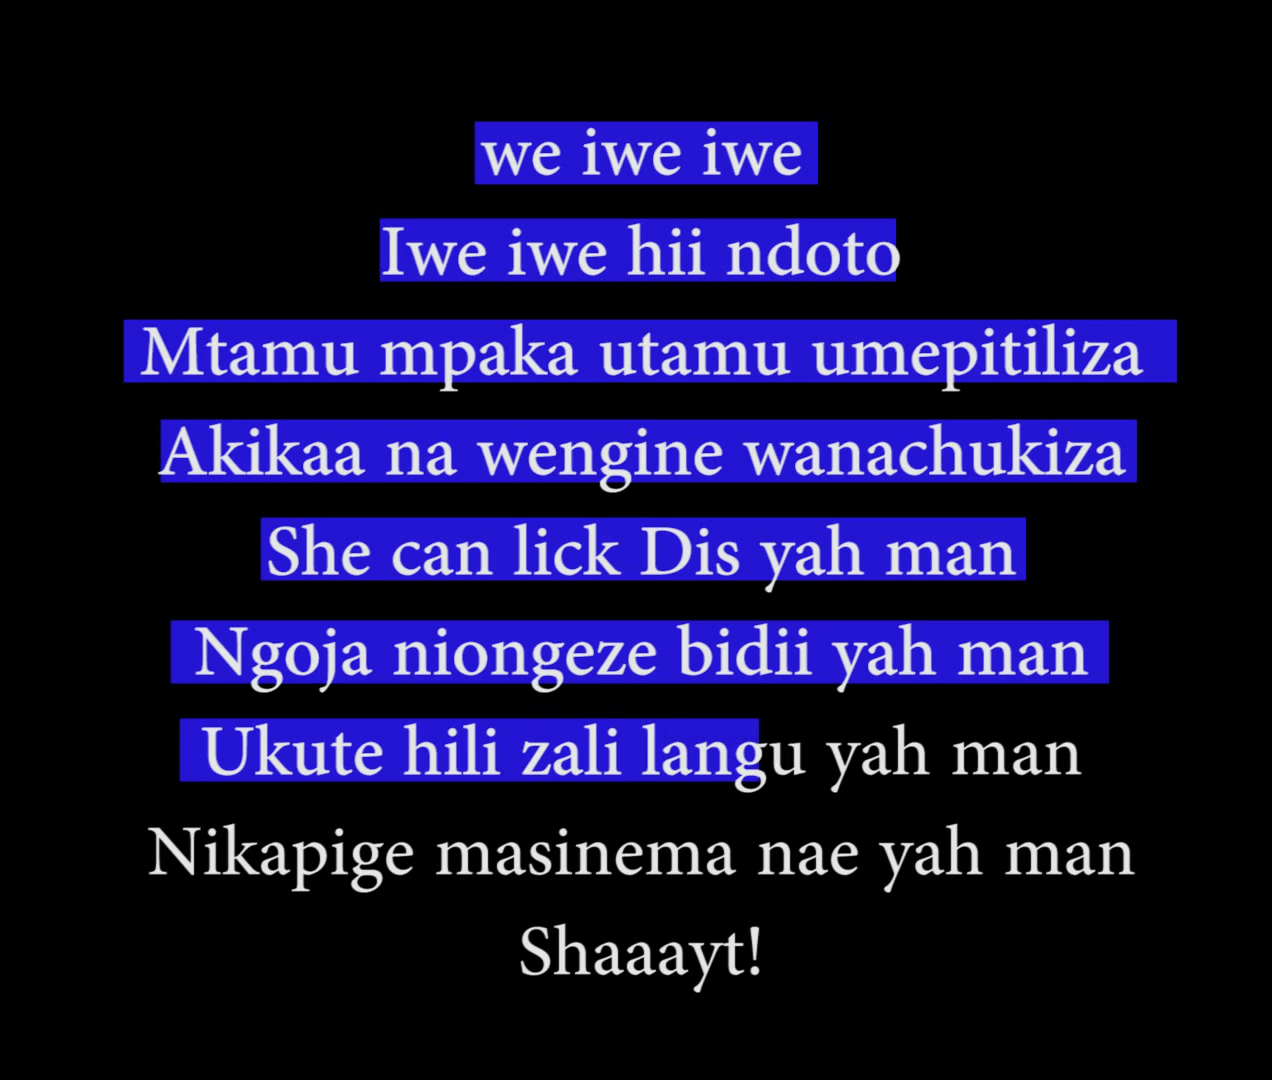 we iwe iwe
Iwe iwe hii ndoto
Mtamu mpaka utamu umepitiliza
Akikaa na wengine wanachukiza
She can lick Dis yah man
Ngoja niongeze bidii yah man
Ukute hili zali langu yah man
Nikapige masinema nae yah man
Shaaayt!